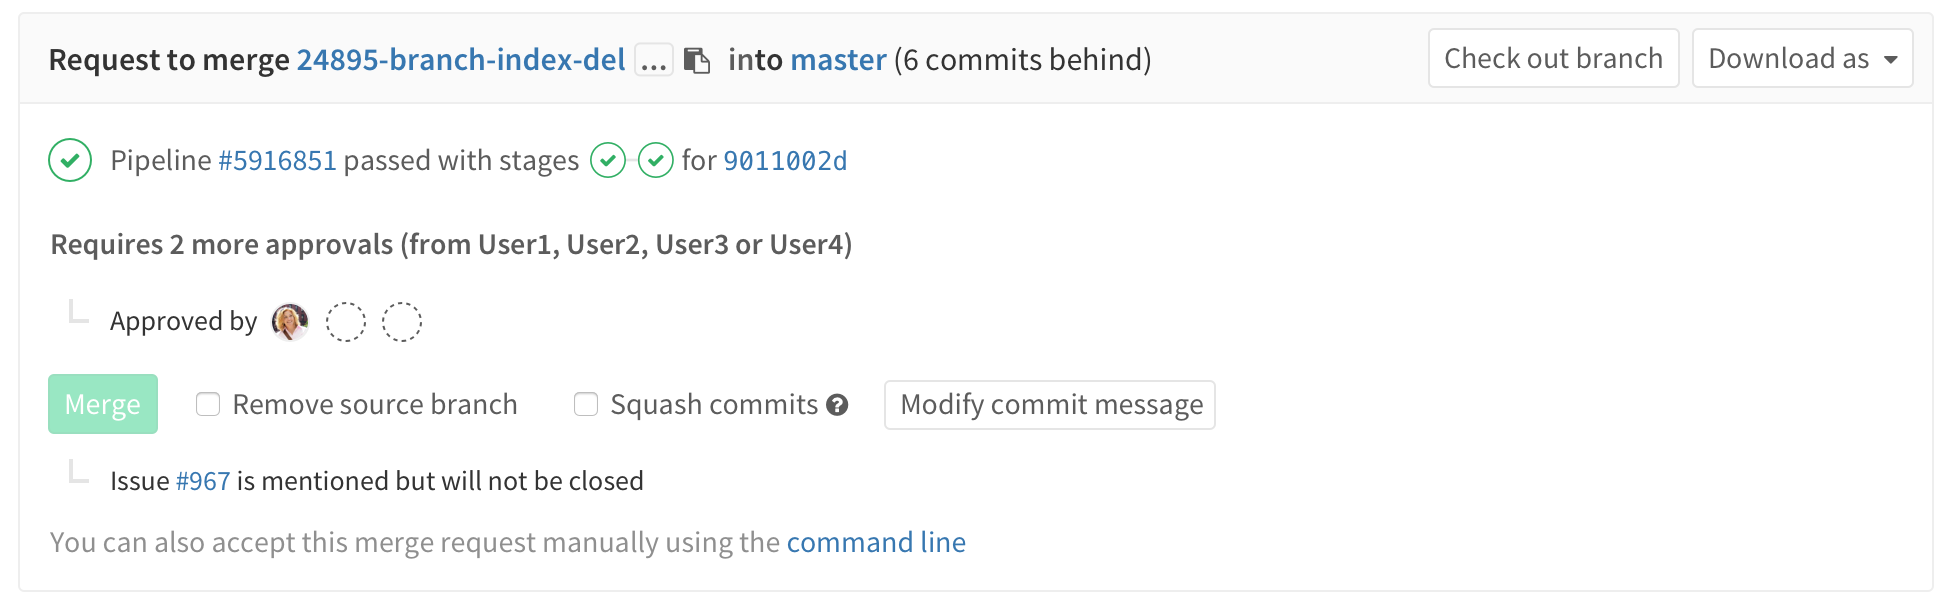 Request to merge 24895-branch-index-del ... into master (6 commits behind) Check out branch Download as
Pipeline #5916851 passed with stages for 9011002d
Requires 2 more approvals (from User1, User2, User3 or User4)
Approved by
Merge Remove source branch Squash commits ? Modify commit message
Issue #967 is mentioned but will not be closed
You can also accept this merge request manually using the command line